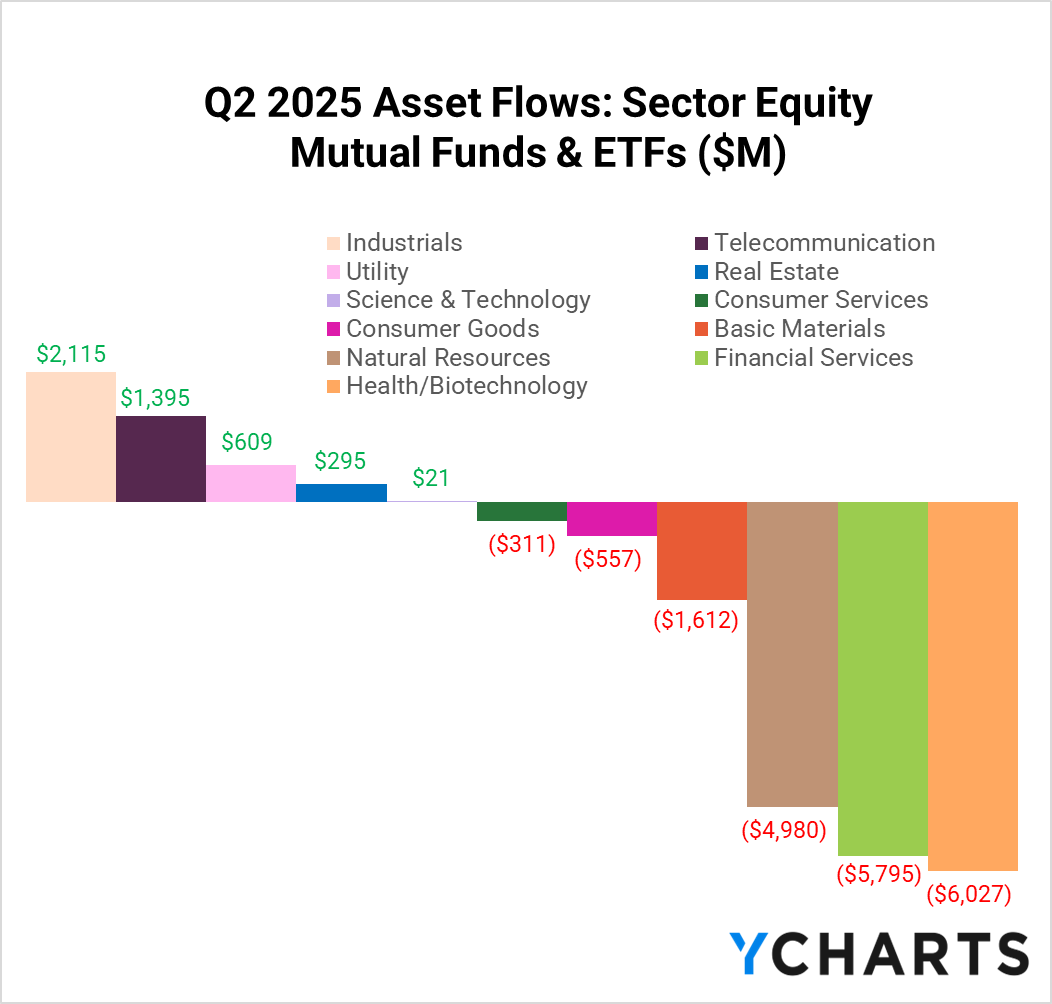 Q2 2025 Asset Flows: Sector Equity
Mutual Funds & ETFs ($M)
Industrials
Telecommunication
Utility
Real Estate
Science & Technology
Consumer Services
Consumer Goods
Basic Materials
Natural Resources
Financial Services
Health/Biotechnology
$2,115
$1,395
$609
$295
$21
($311)
($557)
($1,612)
($4,980)
($5,795)
($6,027)
YCHARTS